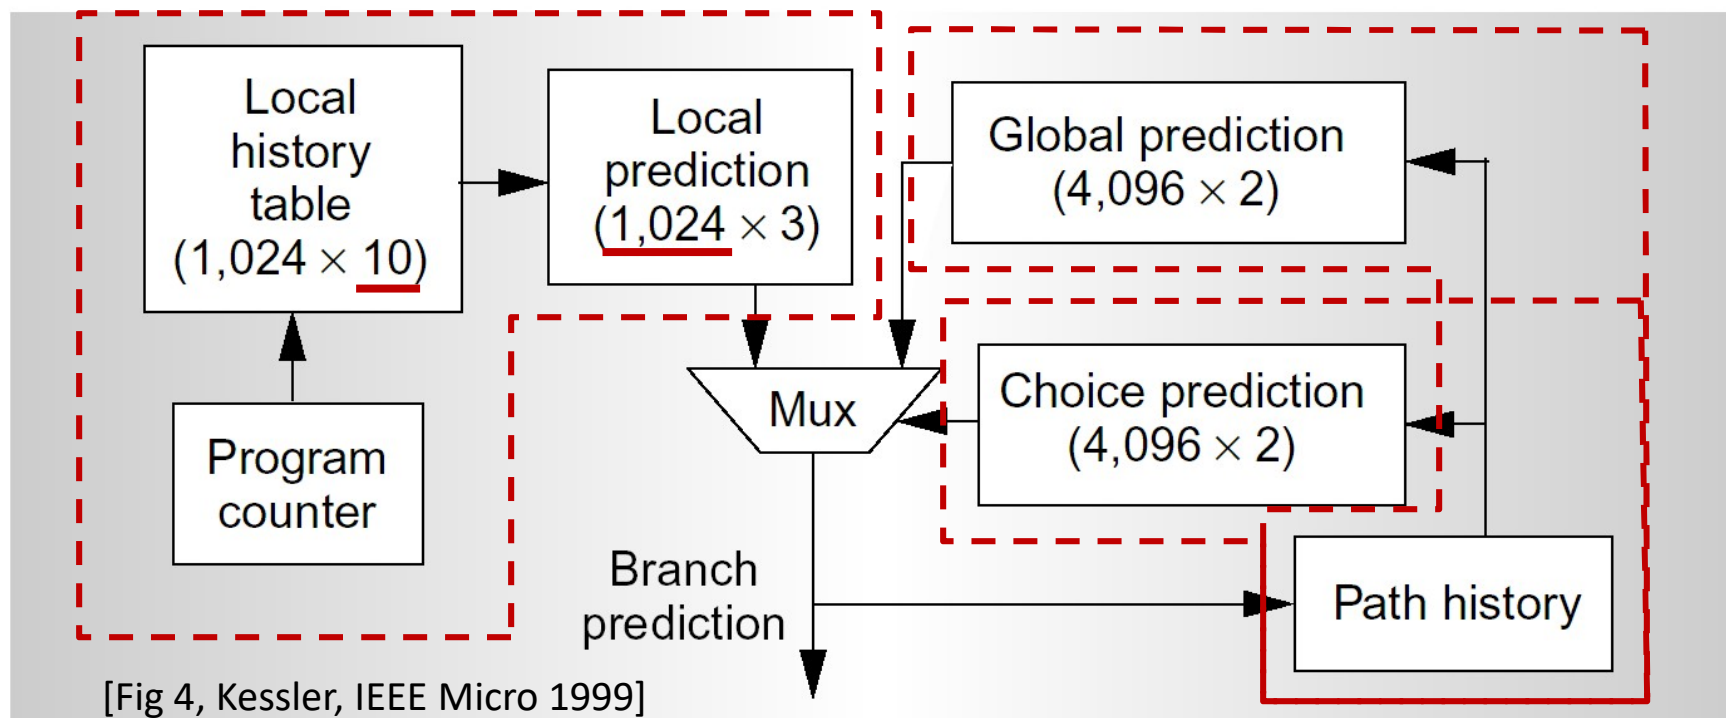 Local
history
table
(1,024 × 10)
Local
prediction
(1,024 × 3)
Global prediction
(4,096 × 2)
Program
counter
Mux
Choice prediction
(4,096 × 2)
Branch
prediction
Path history
[Fig 4, Kessler, IEEE Micro 1999]